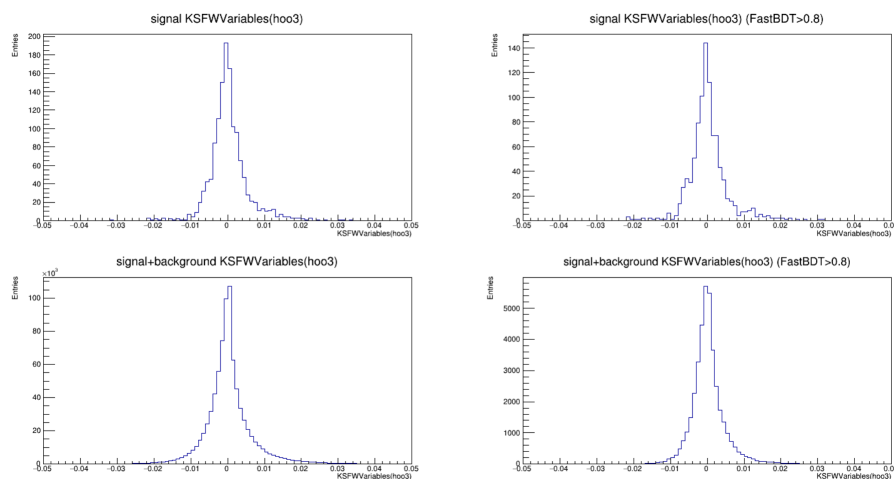 signal KSFWVariables(hoo3)
Entries
200
180
160
140
120
100
80
60
40
20
0
−0.05 −0.04 −0.03 −0.02 −0.01 0 0.01 0.02 0.03 0.04 0.05
KSFWVariables(hoo3)
signal KSFWVariables(hoo3) (FastBDT>0.8)
Entries
140
120
100
80
60
40
20
0
−0.05 −0.04 −0.03 −0.02 −0.01 0 0.01 0.02 0.03 0.04 0.0
KSFWVariables(hoo3)
signal+background KSFWVariables(hoo3)
×10³
Entries
100
80
60
40
20
0
−0.05 −0.04 −0.03 −0.02 −0.01 0 0.01 0.02 0.03 0.04 0.05
KSFWVariables(hoo3)
signal+background KSFWVariables(hoo3) (FastBDT>0.8)
Entries
5000
4000
3000
2000
1000
0
−0.05 −0.04 −0.03 −0.02 −0.01 0 0.01 0.02 0.03 0.04 0.0
KSFWVariables(hoo3)